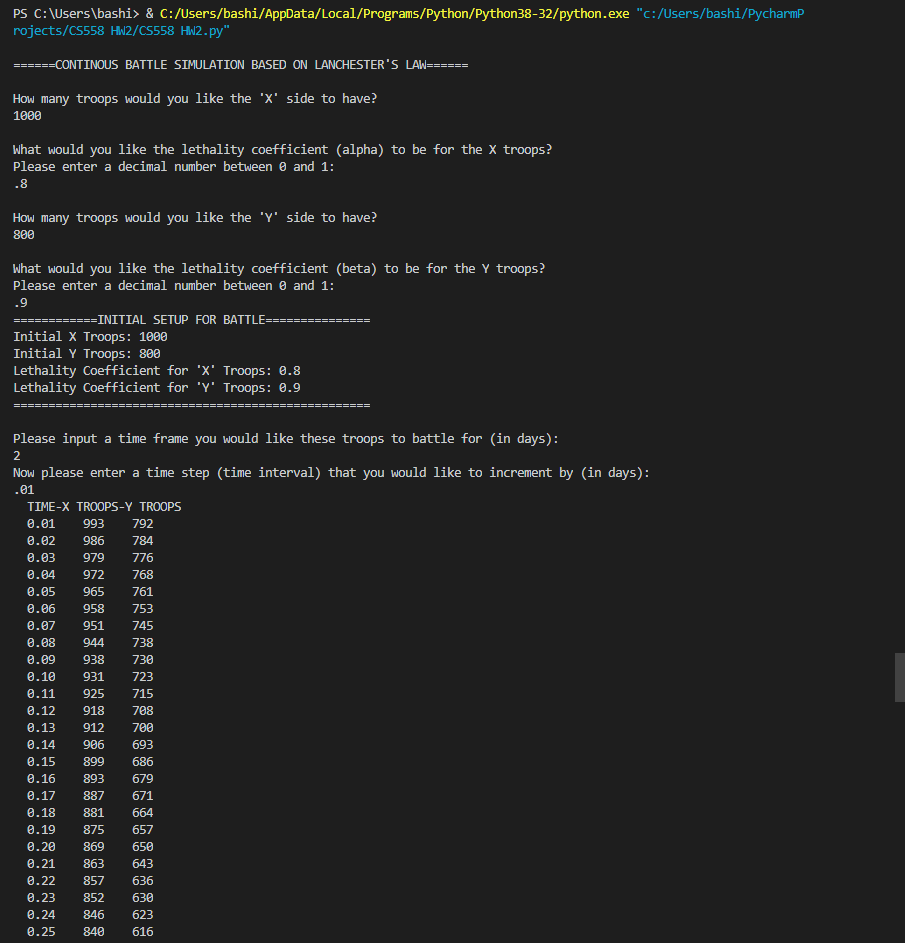 PS C:\Users\bashi> & C:/Users/bashi/AppData/Local/Programs/Python/Python38-32/python.exe "c:/Users/bashi/PycharmP
rojects/CS558 HW2/CS558 HW2.py"
======CONTINOUS BATTLE SIMULATION BASED ON LANCHESTER'S LAW======
How many troops would you like the 'X' side to have?
1000
What would you like the lethality coefficient (alpha) to be for the X troops?
Please enter a decimal number between 0 and 1:
.8
How many troops would you like the 'Y' side to have?
800
What would you like the lethality coefficient (beta) to be for the Y troops?
Please enter a decimal number between 0 and 1:
.9
============INITIAL SETUP FOR BATTLE===============
Initial X Troops: 1000
Initial Y Troops: 800
Lethality Coefficient for 'X' Troops: 0.8
Lethality Coefficient for 'Y' Troops: 0.9
===================================================
Please input a time frame you would like these troops to battle for (in days):
2
Now please enter a time step (time interval) that you would like to increment by (in days):
.01
TIME-X TROOPS-Y TROOPS
0.01 993 792
0.02 986 784
0.03 979 776
0.04 972 768
0.05 965 761
0.06 958 753
0.07 951 745
0.08 944 738
0.09 938 730
0.10 931 723
0.11 925 715
0.12 918 708
0.13 912 700
0.14 906 693
0.15 899 686
0.16 893 679
0.17 887 671
0.18 881 664
0.19 875 657
0.20 869 650
0.21 863 643
0.22 857 636
0.23 852 630
0.24 846 623
0.25 840 616